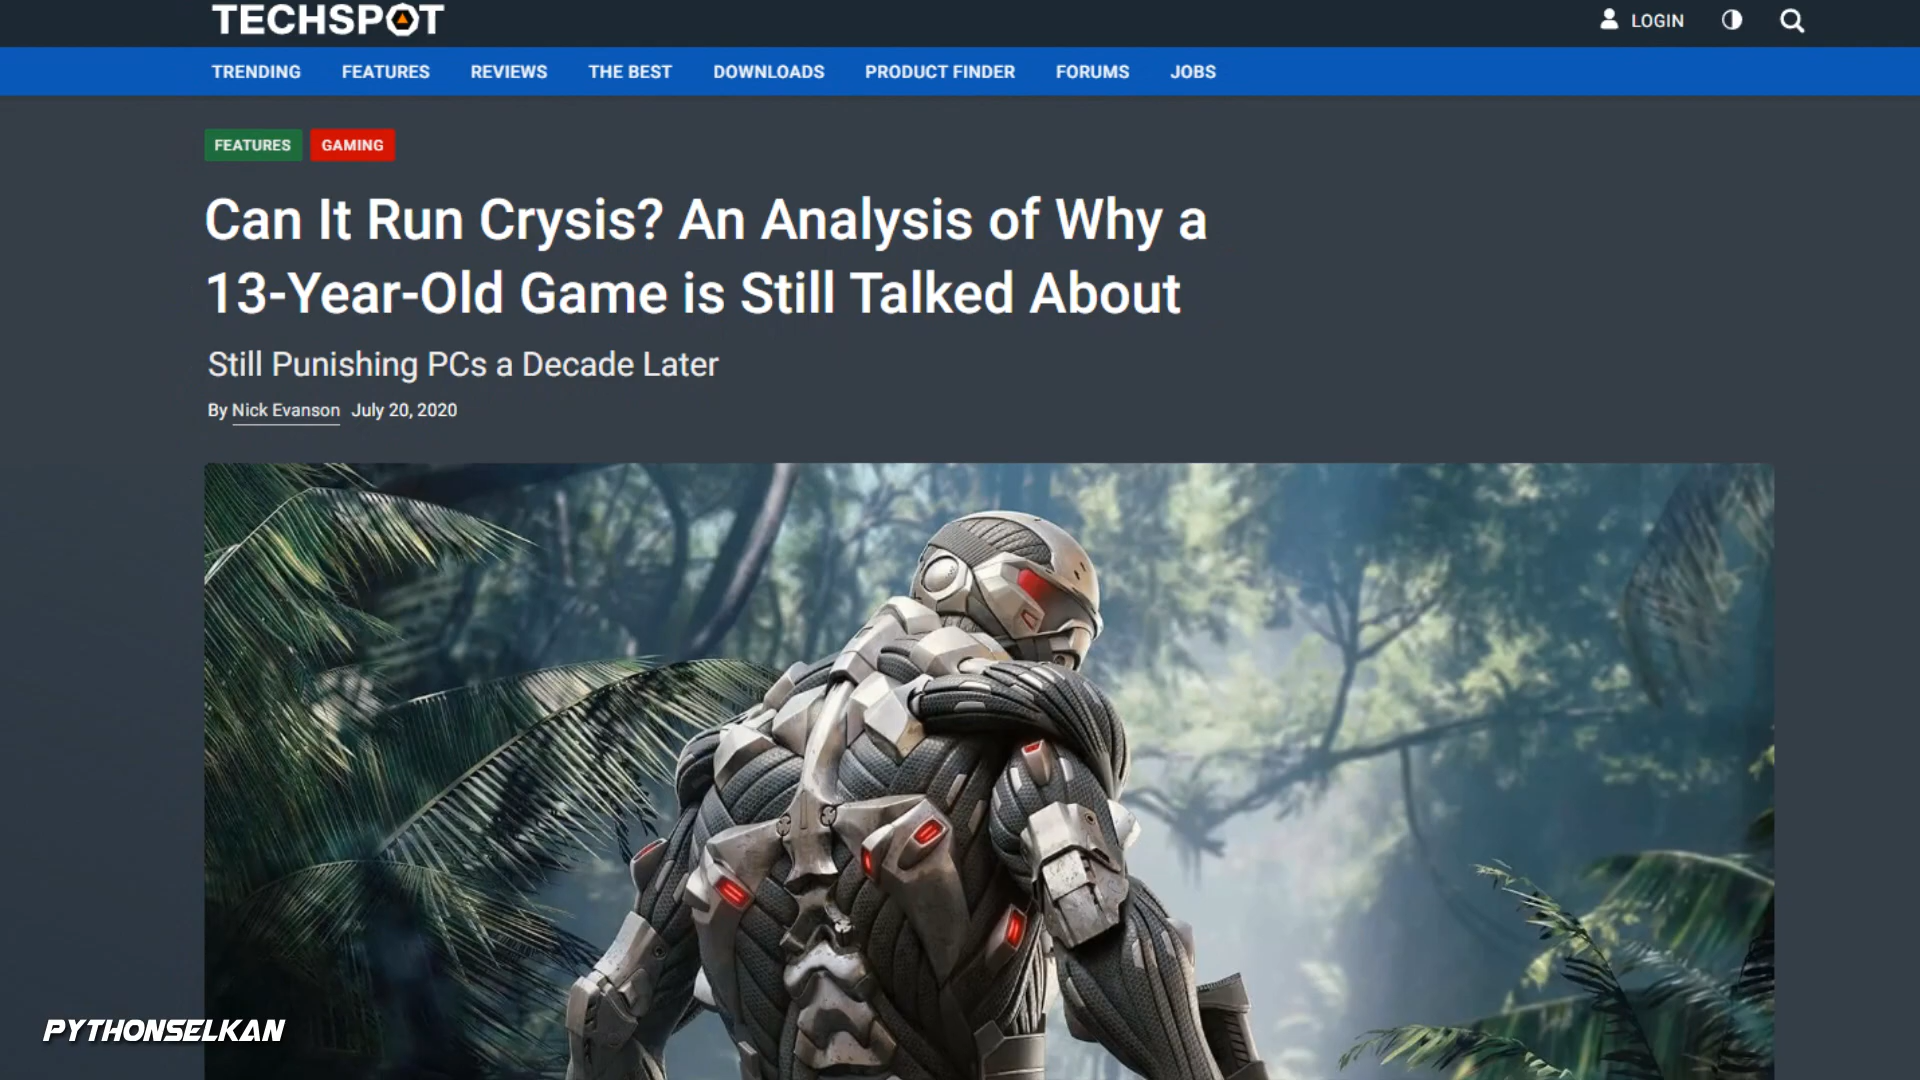 TECHSPOT
LOGIN
TRENDING FEATURES REVIEWS THE BEST DOWNLOADS PRODUCT FINDER FORUMS JOBS
FEATURES GAMING
Can It Run Crysis? An Analysis of Why a
13-Year-Old Game is Still Talked About
Still Punishing PCs a Decade Later
By Nick Evanson July 20, 2020
PYTHONSELKAN